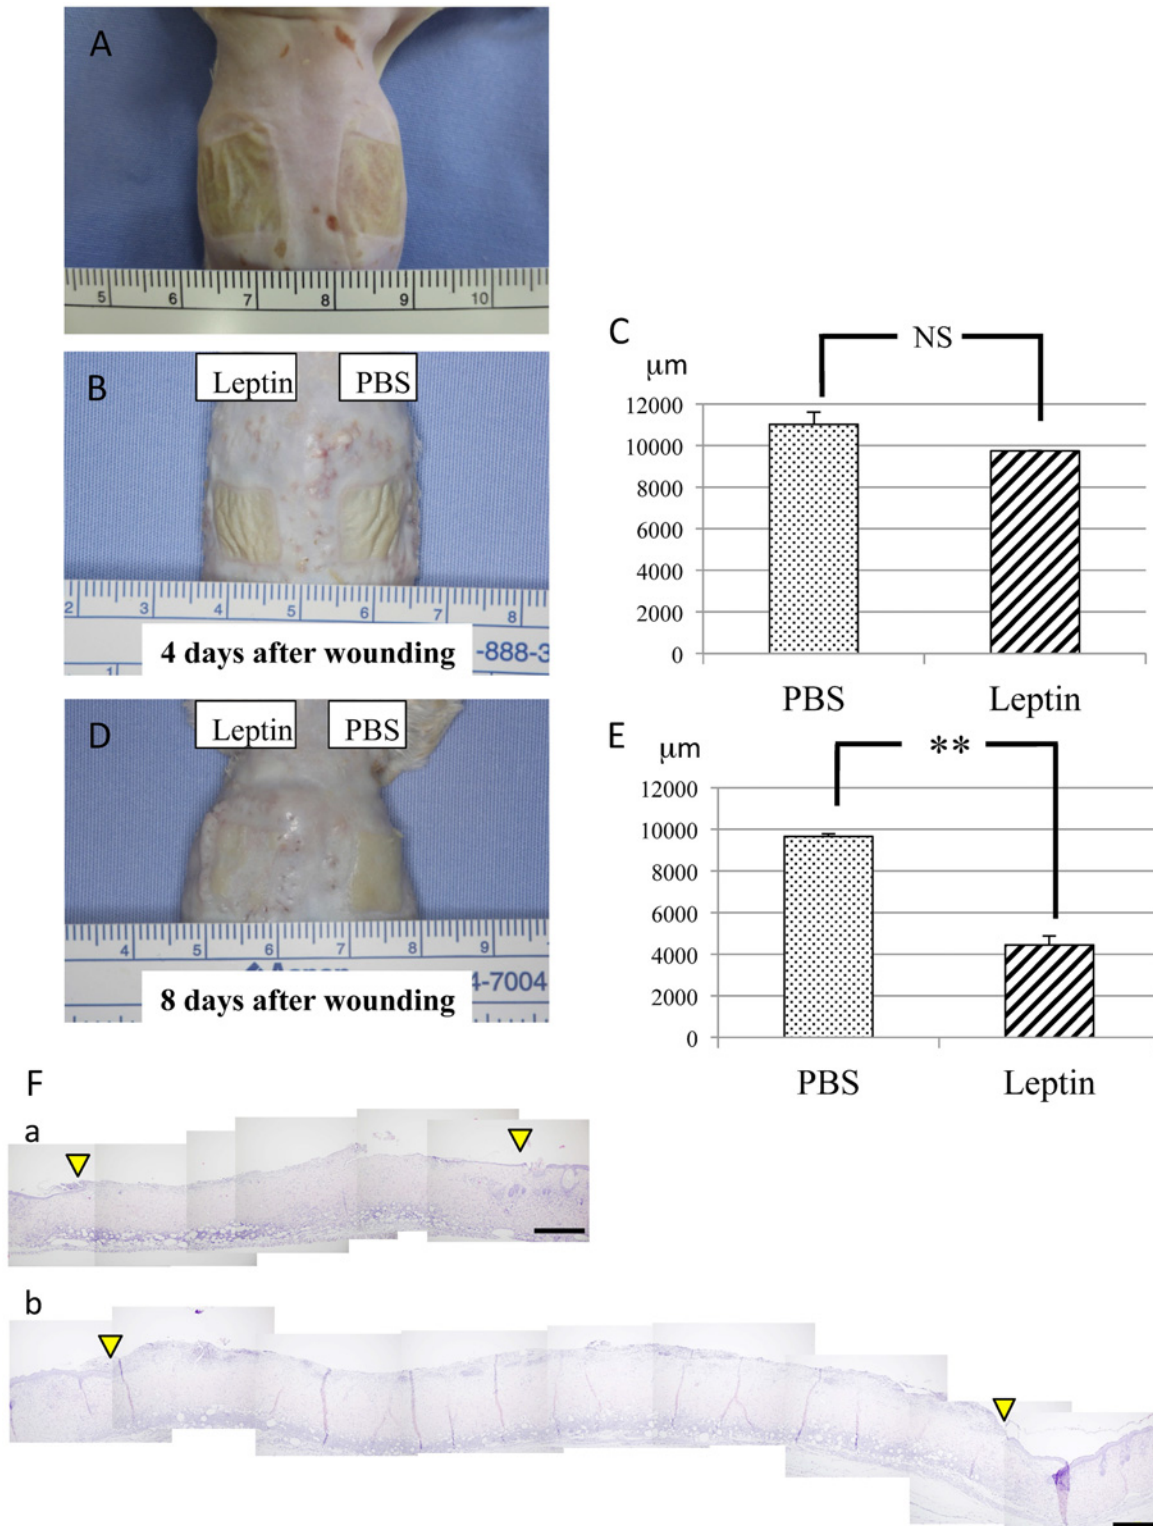 A
5 6 7 8 9 10
B
Leptin PBS
2 3 4 5 6 7 8
4 days after wounding
-888-3
1
C
NS
μm
12000
10000
8000
6000
4000
2000
0
PBS Leptin
D
Leptin PBS
4 5 6 7 8 9
4-7004
8 days after wounding
E
μm
**
12000
10000
8000
6000
4000
2000
0
PBS Leptin
F
a
b